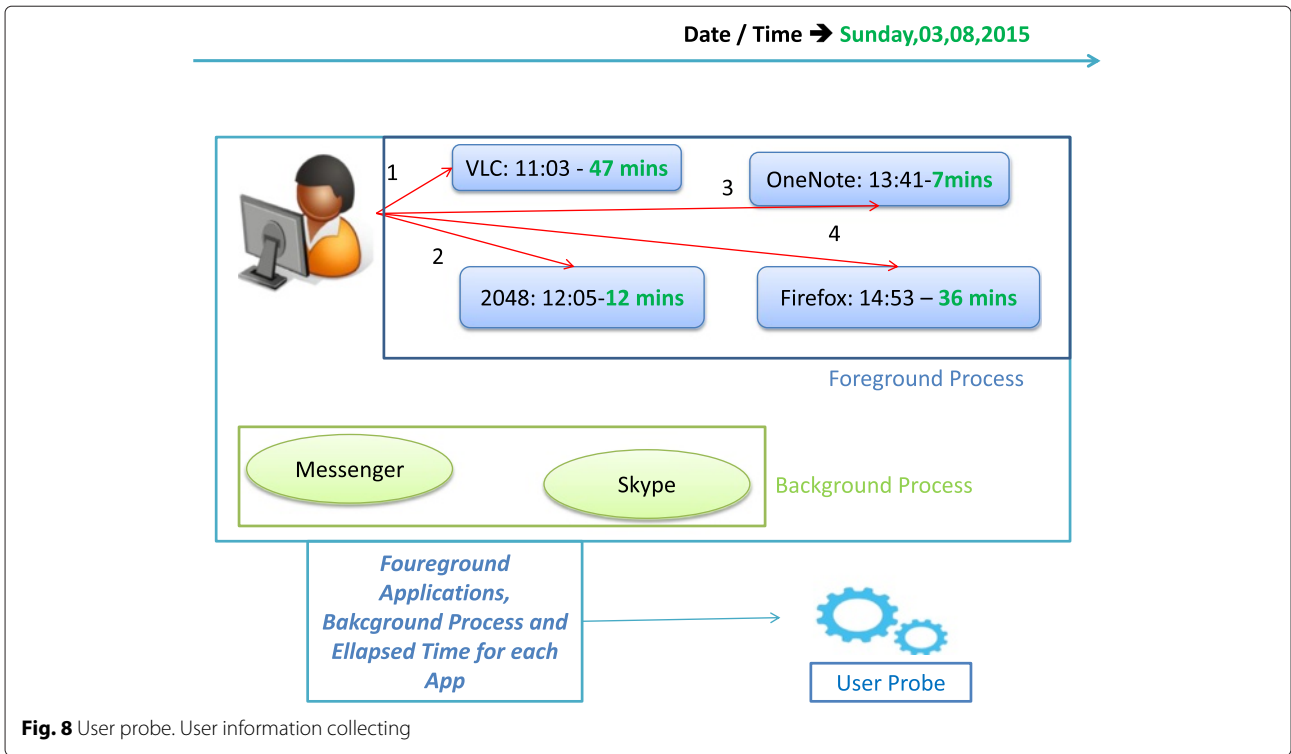 Date / Time ➔ Sunday,03,08,2015
1
VLC: 11:03 - 47 mins
3
OneNote: 13:41-7mins
2
4
2048: 12:05-12 mins
Firefox: 14:53 – 36 mins
Foreground Process
Messenger
Skype
Background Process
Foureground
Applications,
Bakcground Process and
Ellapsed Time for each
App
User Probe
Fig. 8 User probe. User information collecting